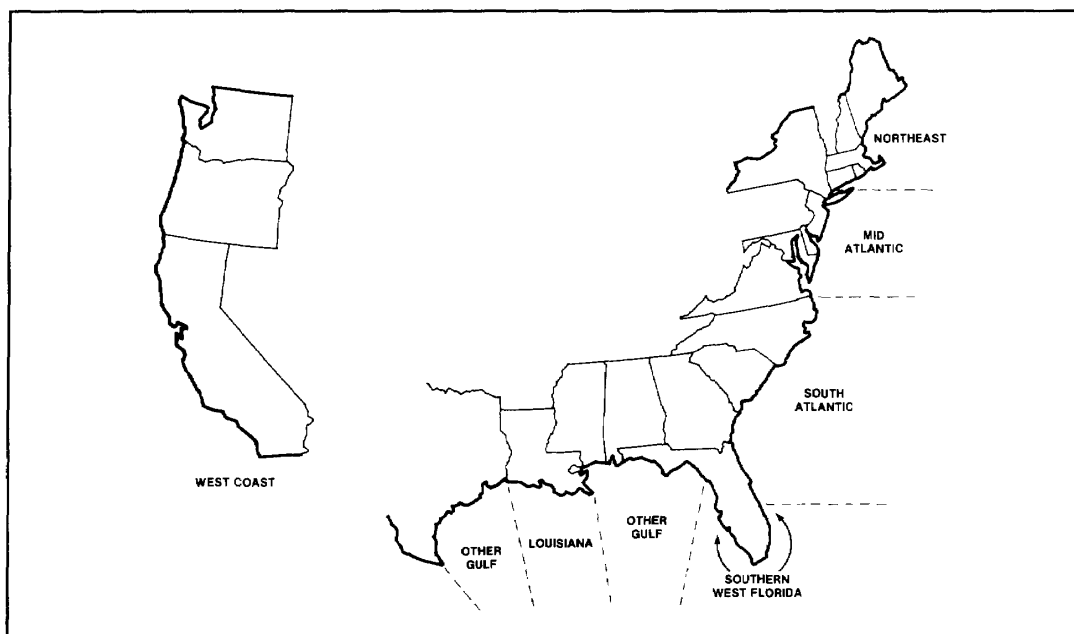 NORTHEAST
MID
ATLANTIC
SOUTH
ATLANTIC
WEST COAST
OTHER
GULF
LOUISIANA
OTHER
GULF
SOUTHERN
WEST FLORIDA